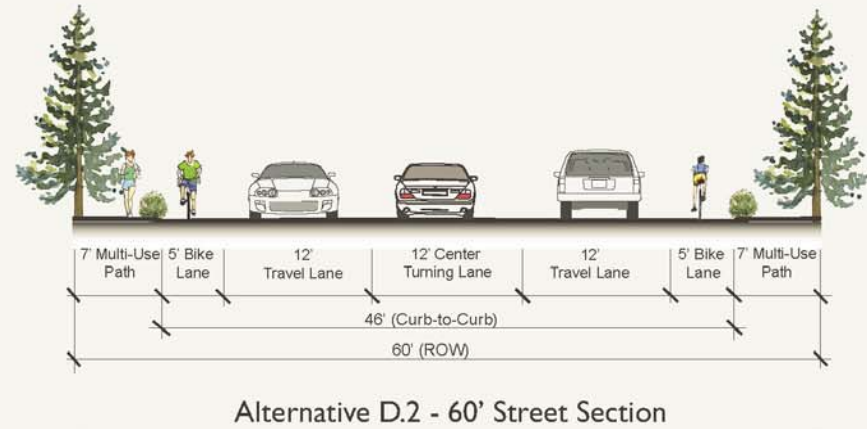 7' Multi-Use
Path
5' Bike
Lane
12'
Travel Lane
12' Center
Turning Lane
12'
Travel Lane
5' Bike
Lane
7' Multi-Use
Path
46' (Curb-to-Curb)
60' (ROW)
Alternative D.2 - 60' Street Section